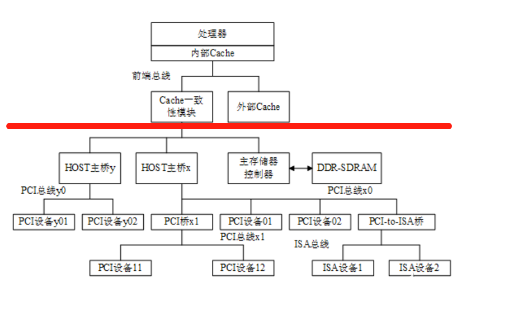 处理器
内部Cache
前端总线
Cache一致
性模块
外部Cache
HOST主桥y
HOST主桥x
主存储器
控制器
DDR-SDRAM
PCI总线y0
PCI总线x0
PCI设备y01
PCI设备y02
PCI桥x1
PCI设备01
PCI设备02
PCI-to-ISA桥
PCI总线x1
ISA总线
PCI设备11
PCI设备12
ISA设备1
ISA设备2